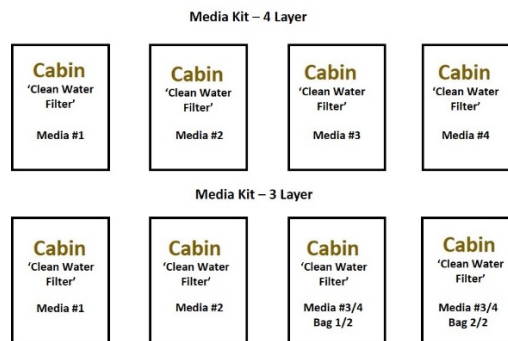 Media Kit – 4 Layer
Cabin
'Clean Water
Filter'
Media #1
Cabin
'Clean Water
Filter'
Media #2
Cabin
'Clean Water
Filter'
Media #3
Cabin
'Clean Water
Filter'
Media #4
Media Kit – 3 Layer
Cabin
'Clean Water
Filter'
Media #1
Cabin
'Clean Water
Filter'
Media #2
Cabin
'Clean Water
Filter'
Media #3/4
Bag 1/2
Cabin
'Clean Water
Filter'
Media #3/4
Bag 2/2